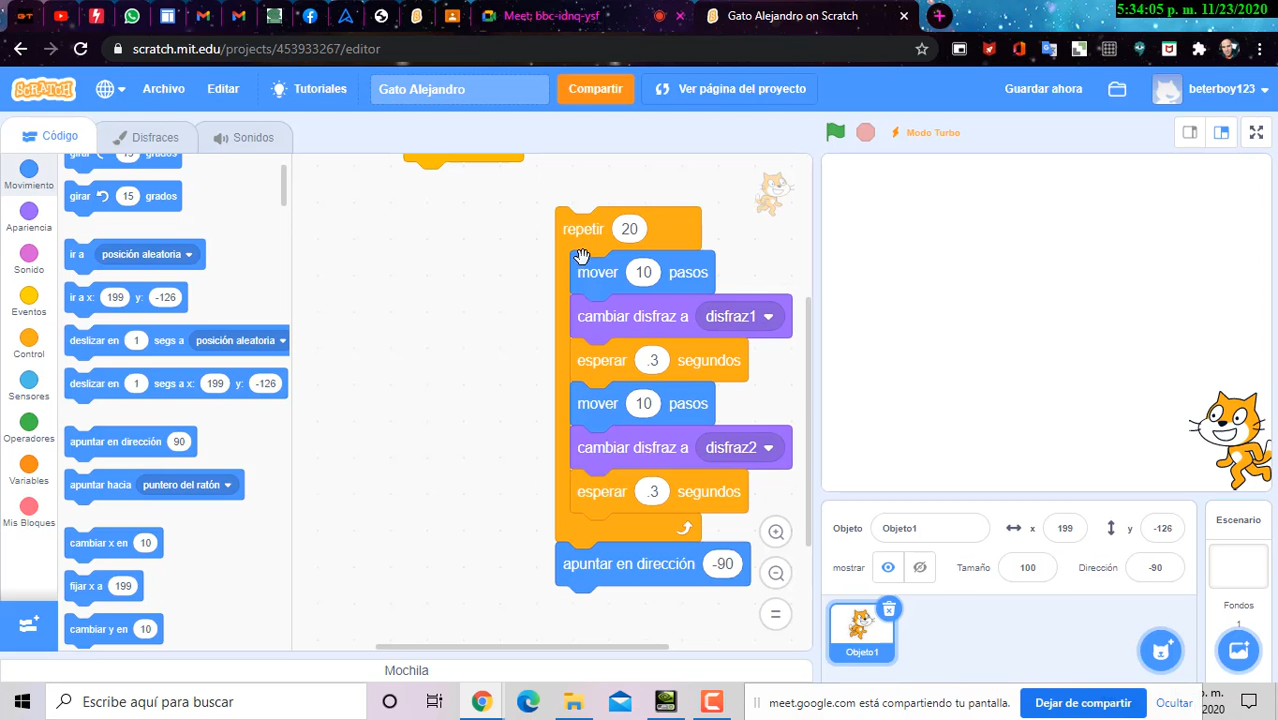 5:34:05 p. m. 11/23/2020
Meet: bbc-idnq-ysf
Gato Alejandro on Scratch
scratch.mit.edu/projects/453933267/editor
SCRATCH
Archivo
Editar
Tutoriales
Gato Alejandro
Compartir
Ver página del proyecto
Guardar ahora
beterboy123
Código
Disfraces
Sonidos
Modo Turbo
Movimiento
Apariencia
Sonido
Eventos
Control
Sensores
Operadores
Variables
Mis Bloques
girar 15 grados
girar 15 grados
ir a posición aleatoria
ir a x: 199 y: -126
deslizar en 1 segs a posición aleatoria
deslizar en 1 segs a x: 199 y: -126
apuntar en dirección 90
apuntar hacia puntero del ratón
cambiar x en 10
fijar x a 199
cambiar y en 10
repetir 20
mover 10 pasos
cambiar disfraz a disfraz1
esperar .3 segundos
mover 10 pasos
cambiar disfraz a disfraz2
esperar .3 segundos
apuntar en dirección -90
Mochila
Objeto Objeto1 x 199 y -126
mostrar Tamaño 100 Dirección -90
Objeto1
Escenario
Fondos
1
Escribe aquí para buscar
meet.google.com está compartiendo tu pantalla.
Dejar de compartir
Ocultar
p. m.
2020